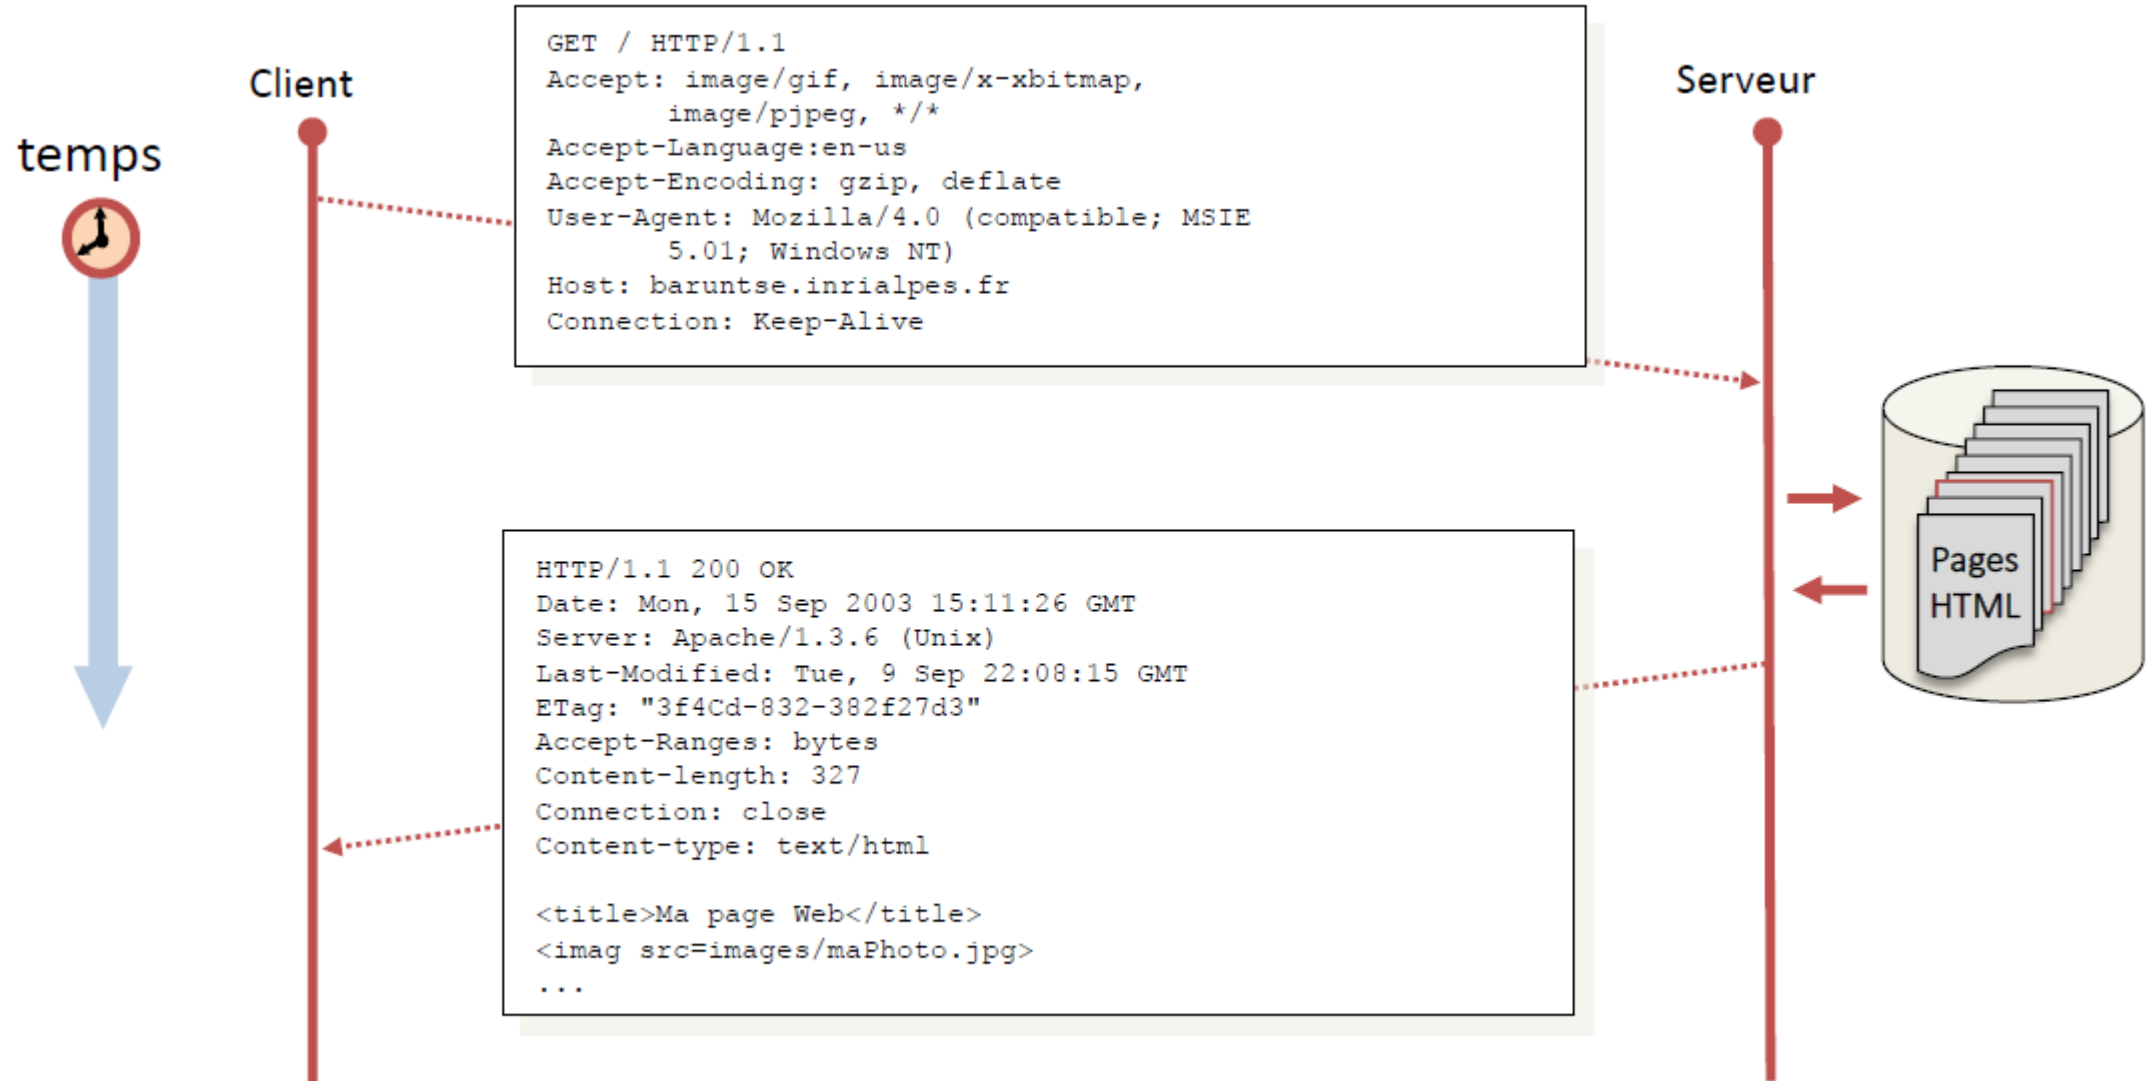 Client
Serveur
temps
GET / HTTP/1.1
Accept: image/gif, image/x-xbitmap,
image/pjpeg, */*
Accept-Language:en-us
Accept-Encoding: gzip, deflate
User-Agent: Mozilla/4.0 (compatible; MSIE
5.01; Windows NT)
Host: baruntse.inrialpes.fr
Connection: Keep-Alive
Pages
HTML
HTTP/1.1 200 OK
Date: Mon, 15 Sep 2003 15:11:26 GMT
Server: Apache/1.3.6 (Unix)
Last-Modified: Tue, 9 Sep 22:08:15 GMT
ETag: "3f4Cd-832-382f27d3"
Accept-Ranges: bytes
Content-length: 327
Connection: close
Content-type: text/html
<title>Ma page Web</title>
<imag src=images/maPhoto.jpg>
...